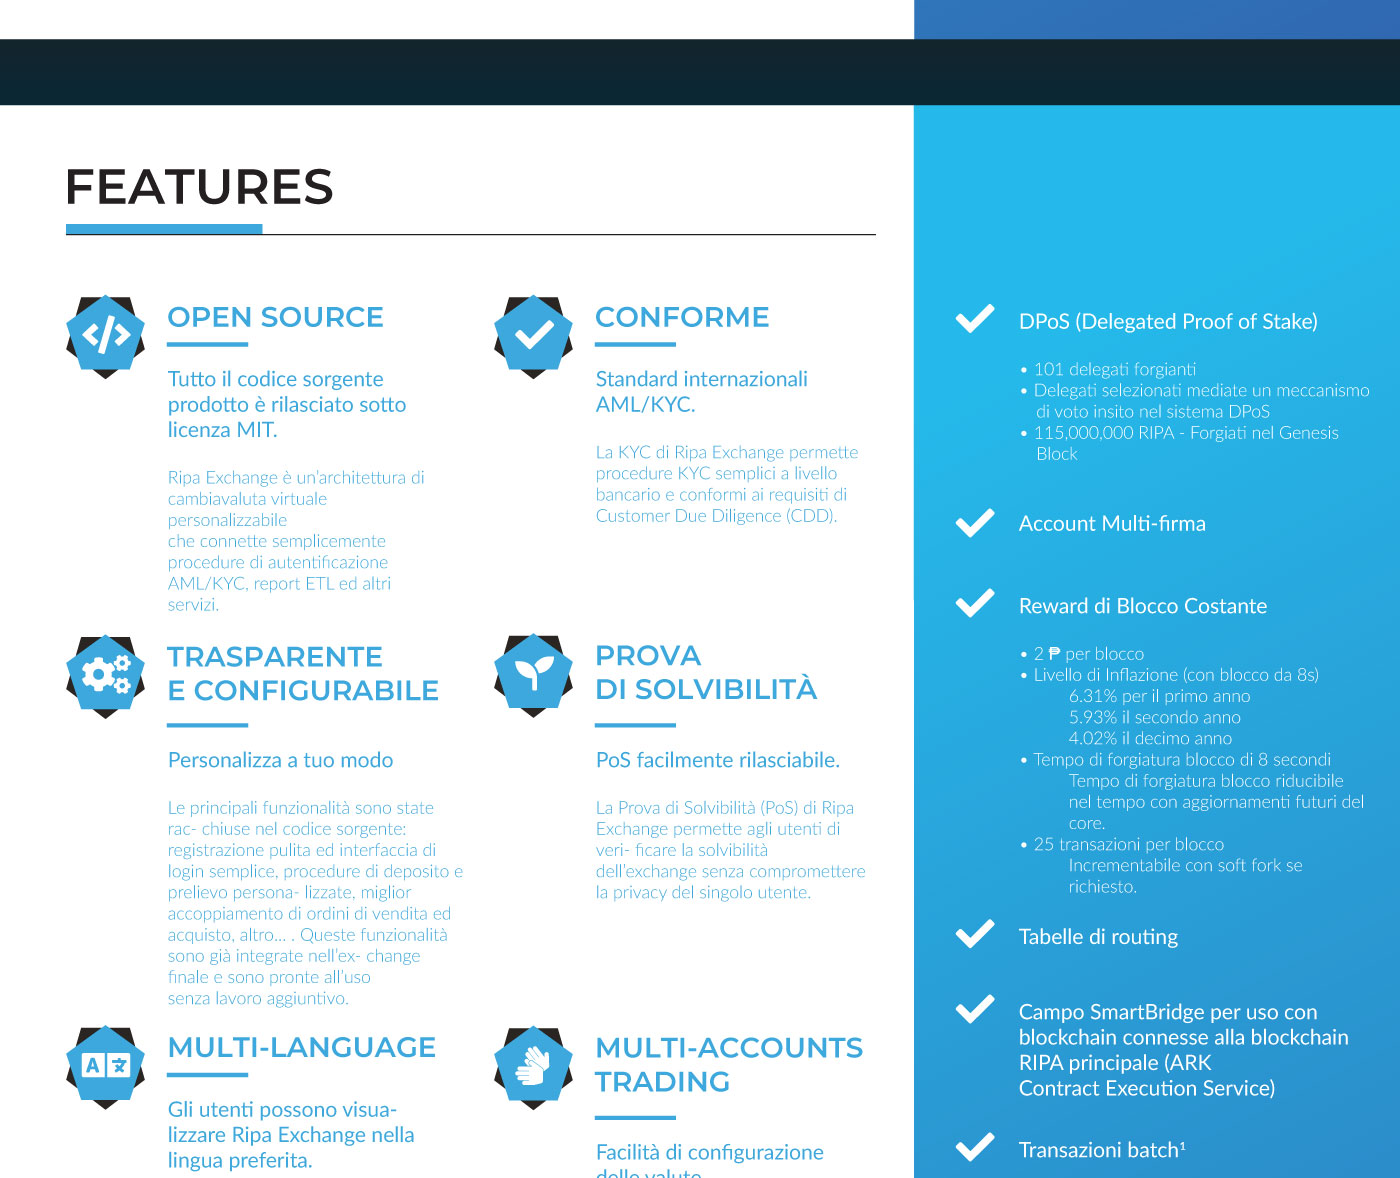 FEATURES
OPEN SOURCE
Tutto il codice sorgente
prodotto è rilasciato sotto
licenza MIT.
Ripa Exchange è un'architettura di
cambiavaluta virtuale
personalizzabile
che connette semplicemente
procedure di autentificazione
AML/KYC, report ETL ed altri
servizi.
CONFORME
Standard internazionali
AML/KYC.
La KYC di Ripa Exchange permette
procedure KYC semplici a livello
bancario e conformi ai requisiti di
Customer Due Diligence (CDD).
TRASPARENTE
E CONFIGURABILE
Personalizza a tuo modo
Le principali funzionalità sono state
rac- chiuse nel codice sorgente:
registrazione pulita ed interfaccia di
login semplice, procedure di deposito e
prelievo persona- lizzate, miglior
accoppiamento di ordini di vendita ed
acquisto, altro... . Queste funzionalità
sono già integrate nell'ex- change
finale e sono pronte all'uso
senza lavoro aggiuntivo.
PROVA
DI SOLVIBILITÀ
PoS facilmente rilasciabile.
La Prova di Solvibilità (PoS) di Ripa
Exchange permette agli utenti di
veri- ficare la solvibilità
dell'exchange senza compromettere
la privacy del singolo utente.
A 文
MULTI-LANGUAGE
Gli utenti possono visua-
lizzare Ripa Exchange nella
lingua preferita.
MULTI-ACCOUNTS
TRADING
Facilità di configurazione
delle valute
DPoS (Delegated Proof of Stake)
• 101 delegati forgianti
• Delegati selezionati mediate un meccanismo
di voto insito nel sistema DPoS
• 115,000,000 RIPA - Forgiati nel Genesis
Block
Account Multi-firma
Reward di Blocco Costante
• 2 ₱ per blocco
• Livello di Inflazione (con blocco da 8s)
6.31% per il primo anno
5.93% il secondo anno
4.02% il decimo anno
• Tempo di forgiatura blocco di 8 secondi
Tempo di forgiatura blocco riducibile
nel tempo con aggiornamenti futuri del
core.
• 25 transazioni per blocco
Incrementabile con soft fork se
richiesto.
Tabelle di routing
Campo SmartBridge per uso con
blockchain connesse alla blockchain
RIPA principale (ARK
Contract Execution Service)
Transazioni batch¹